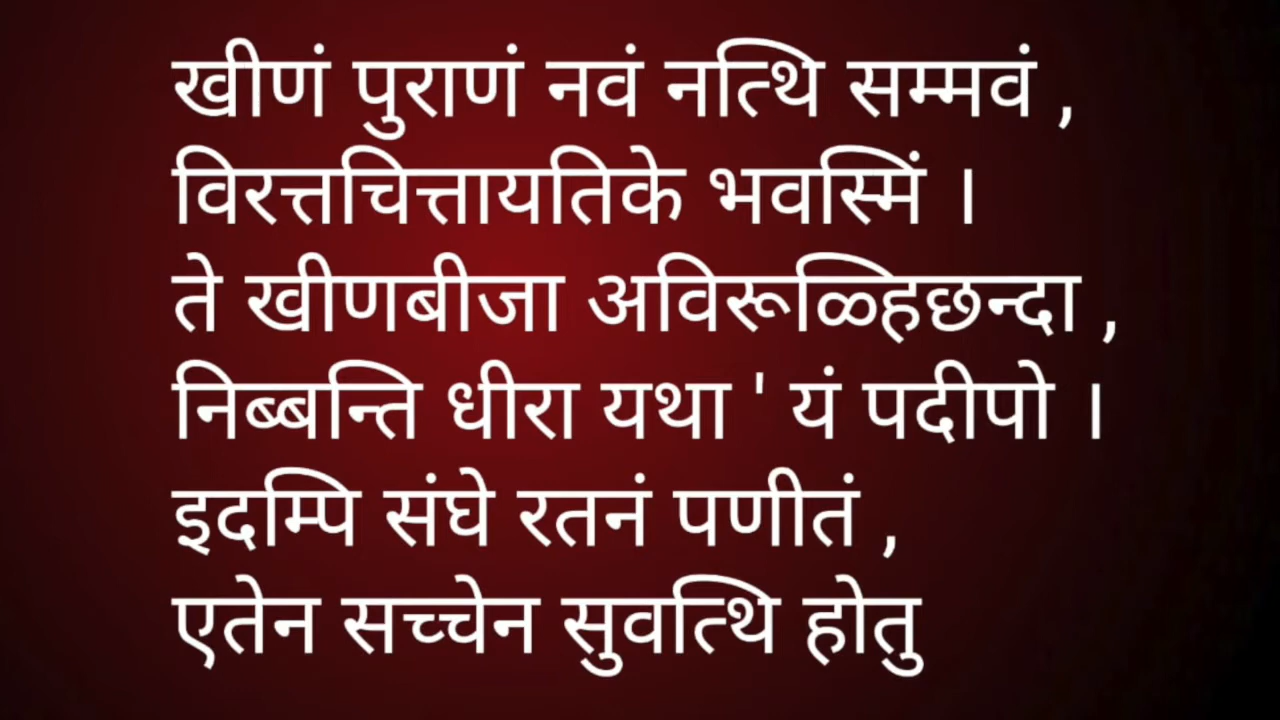 खीणं पुराणं नवं नत्थि सम्मवं ,
विरत्तचित्तायतिके भवस्मिं ।
ते खीणबीजा अविरूळ्हिछन्दा ,
निब्बन्ति धीरा यथा ' यं पदीपो ।
इदम्पि संघे रतनं पणीतं ,
एतेन सच्चेन सुवत्थि होतु